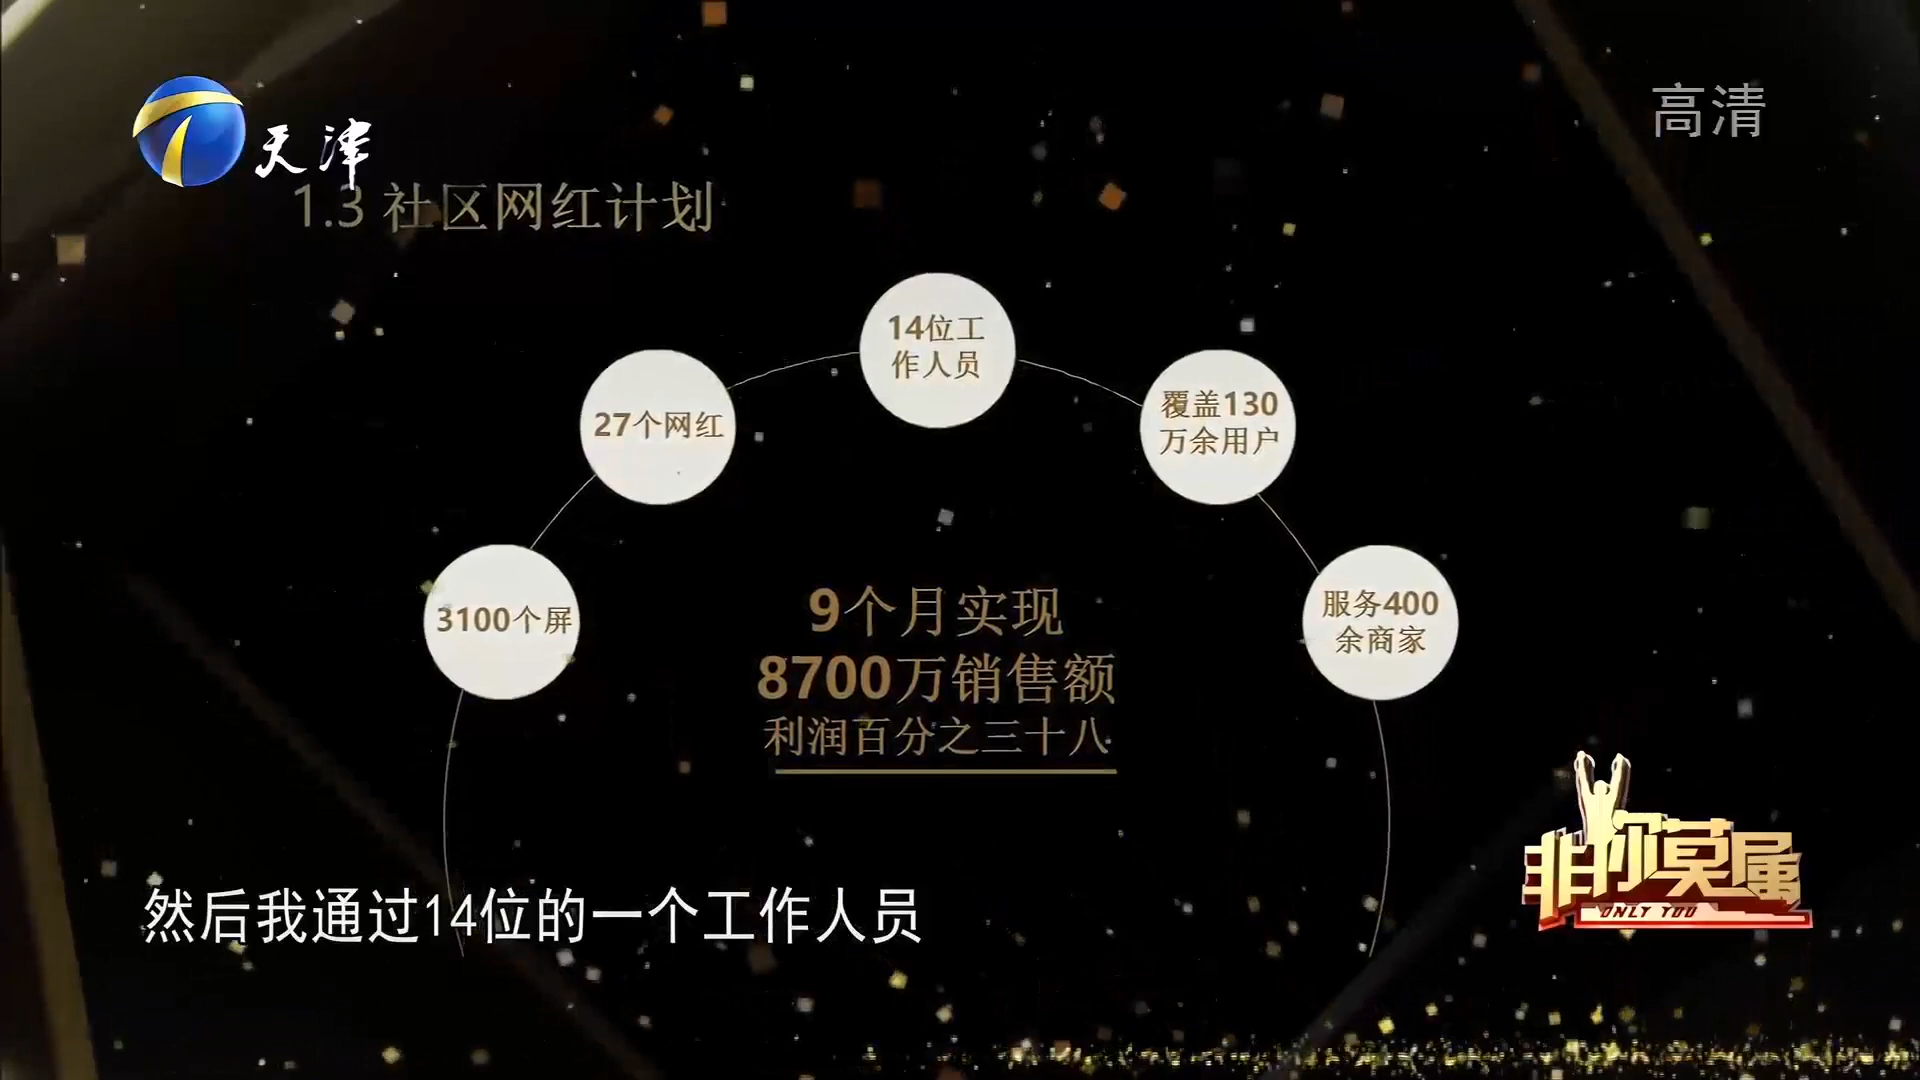 天津
高清
1.3 社区网红计划
14位工
作人员
27个网红
覆盖130
万余用户
3100个屏
服务400
余商家
9个月实现
8700万销售额
利润百分之三十八
非你莫属
ONLY YOU
然后我通过14位的一个工作人员